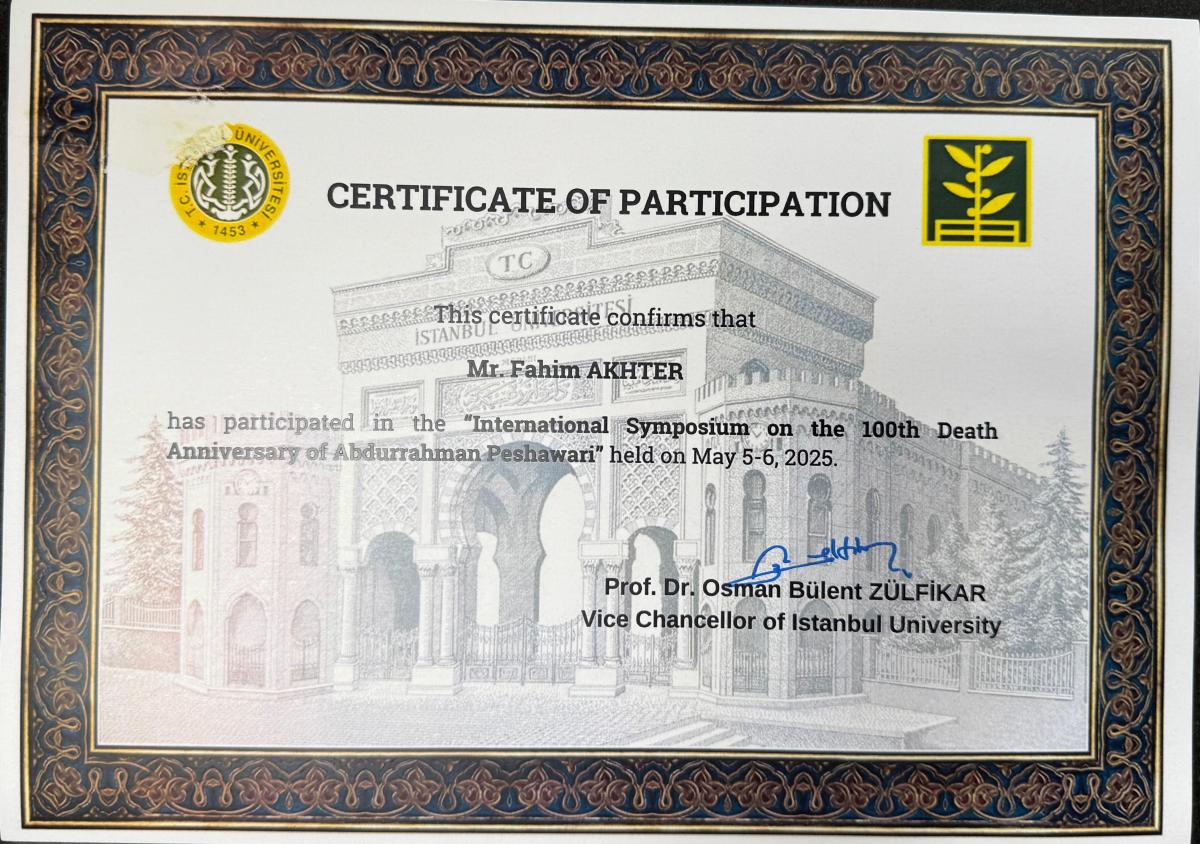 T.C. İSTANBUL ÜNİVERSİTESİ
1453
CERTIFICATE OF PARTICIPATION
TC
İSTANBUL ÜNİVERSİTESİ
This certificate confirms that
Mr. Fahim AKHTER
has participated in the "International Symposium on the 100th Death
Anniversary of Abdurrahman Peshawari" held on May 5-6, 2025.
Prof. Dr. Osman Bülent ZÜLFİKAR
Vice Chancellor of Istanbul University